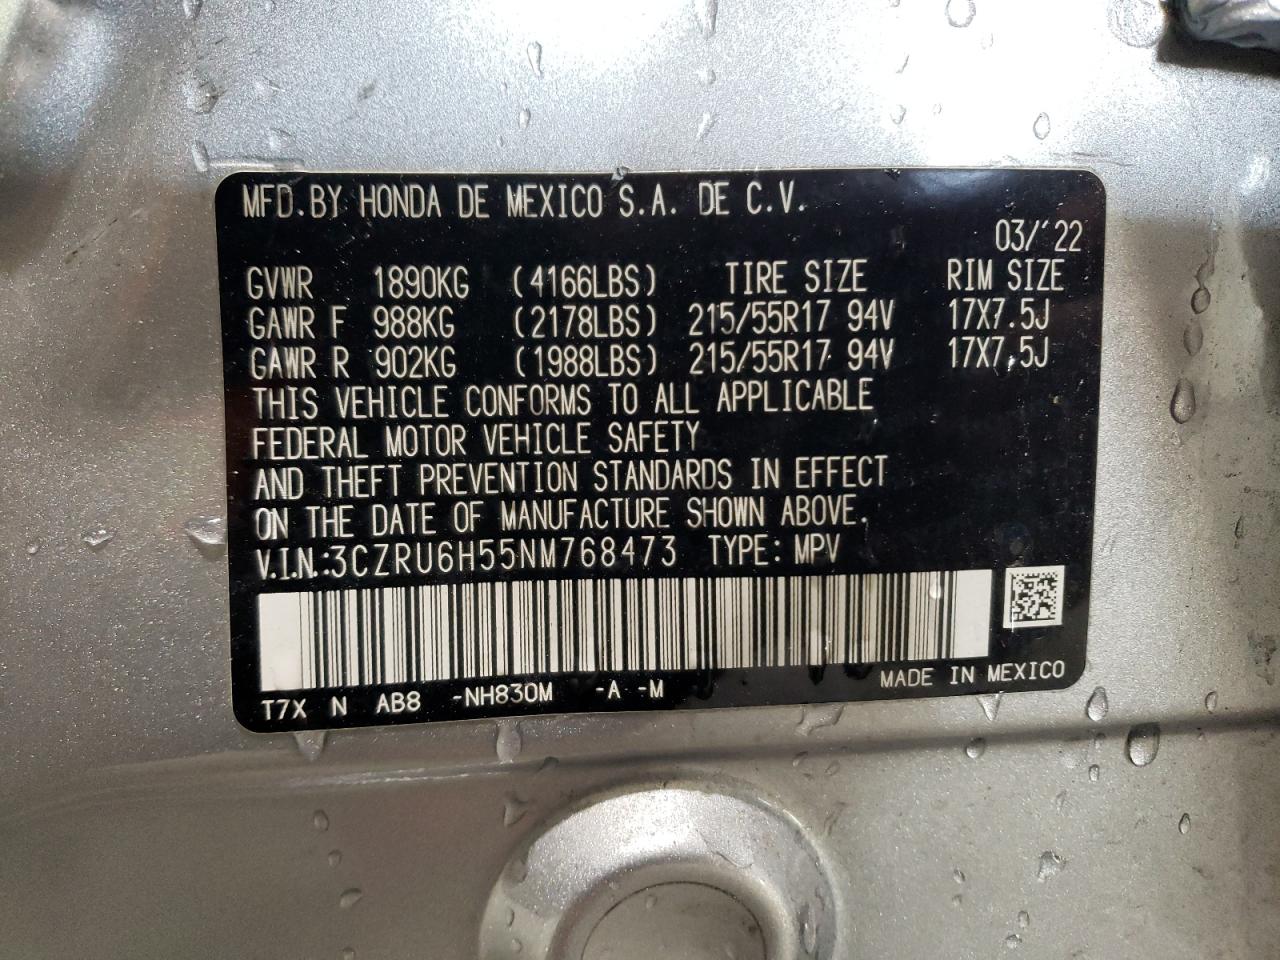 MFD.BY HONDA DE MEXICO S.A. DE C.V.
03/'22
GVWR 1890KG (4166LBS) TIRE SIZE RIM SIZE
GAWR F 988KG (2178LBS) 215/55R17 94V 17X7.5J
GAWR R 902KG (1988LBS) 215/55R17 94V 17X7.5J
THIS VEHICLE CONFORMS TO ALL APPLICABLE
FEDERAL MOTOR VEHICLE SAFETY
AND THEFT PREVENTION STANDARDS IN EFFECT
ON THE DATE OF MANUFACTURE SHOWN ABOVE.
V.I.N.:3CZRU6H55NM768473 TYPE: MPV
T7X N AB8 -NH830M -A -M MADE IN MEXICO